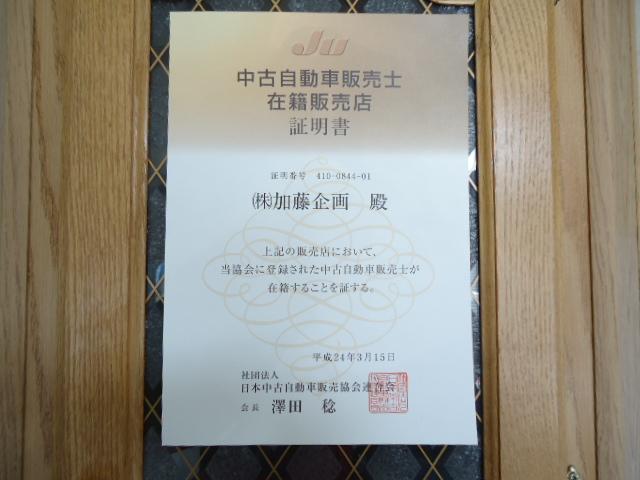 Ju
中古自動車販売士
在籍販売店
証明書
証明番号 410-0844-01
㈱加藤企画 殿
上記の販売店において、
当協会に登録された中古自動車販売士が
在籍することを証する。
平成24年3月15日
社団法人
日本中古自動車販売協会連合会
会長 澤田 稔